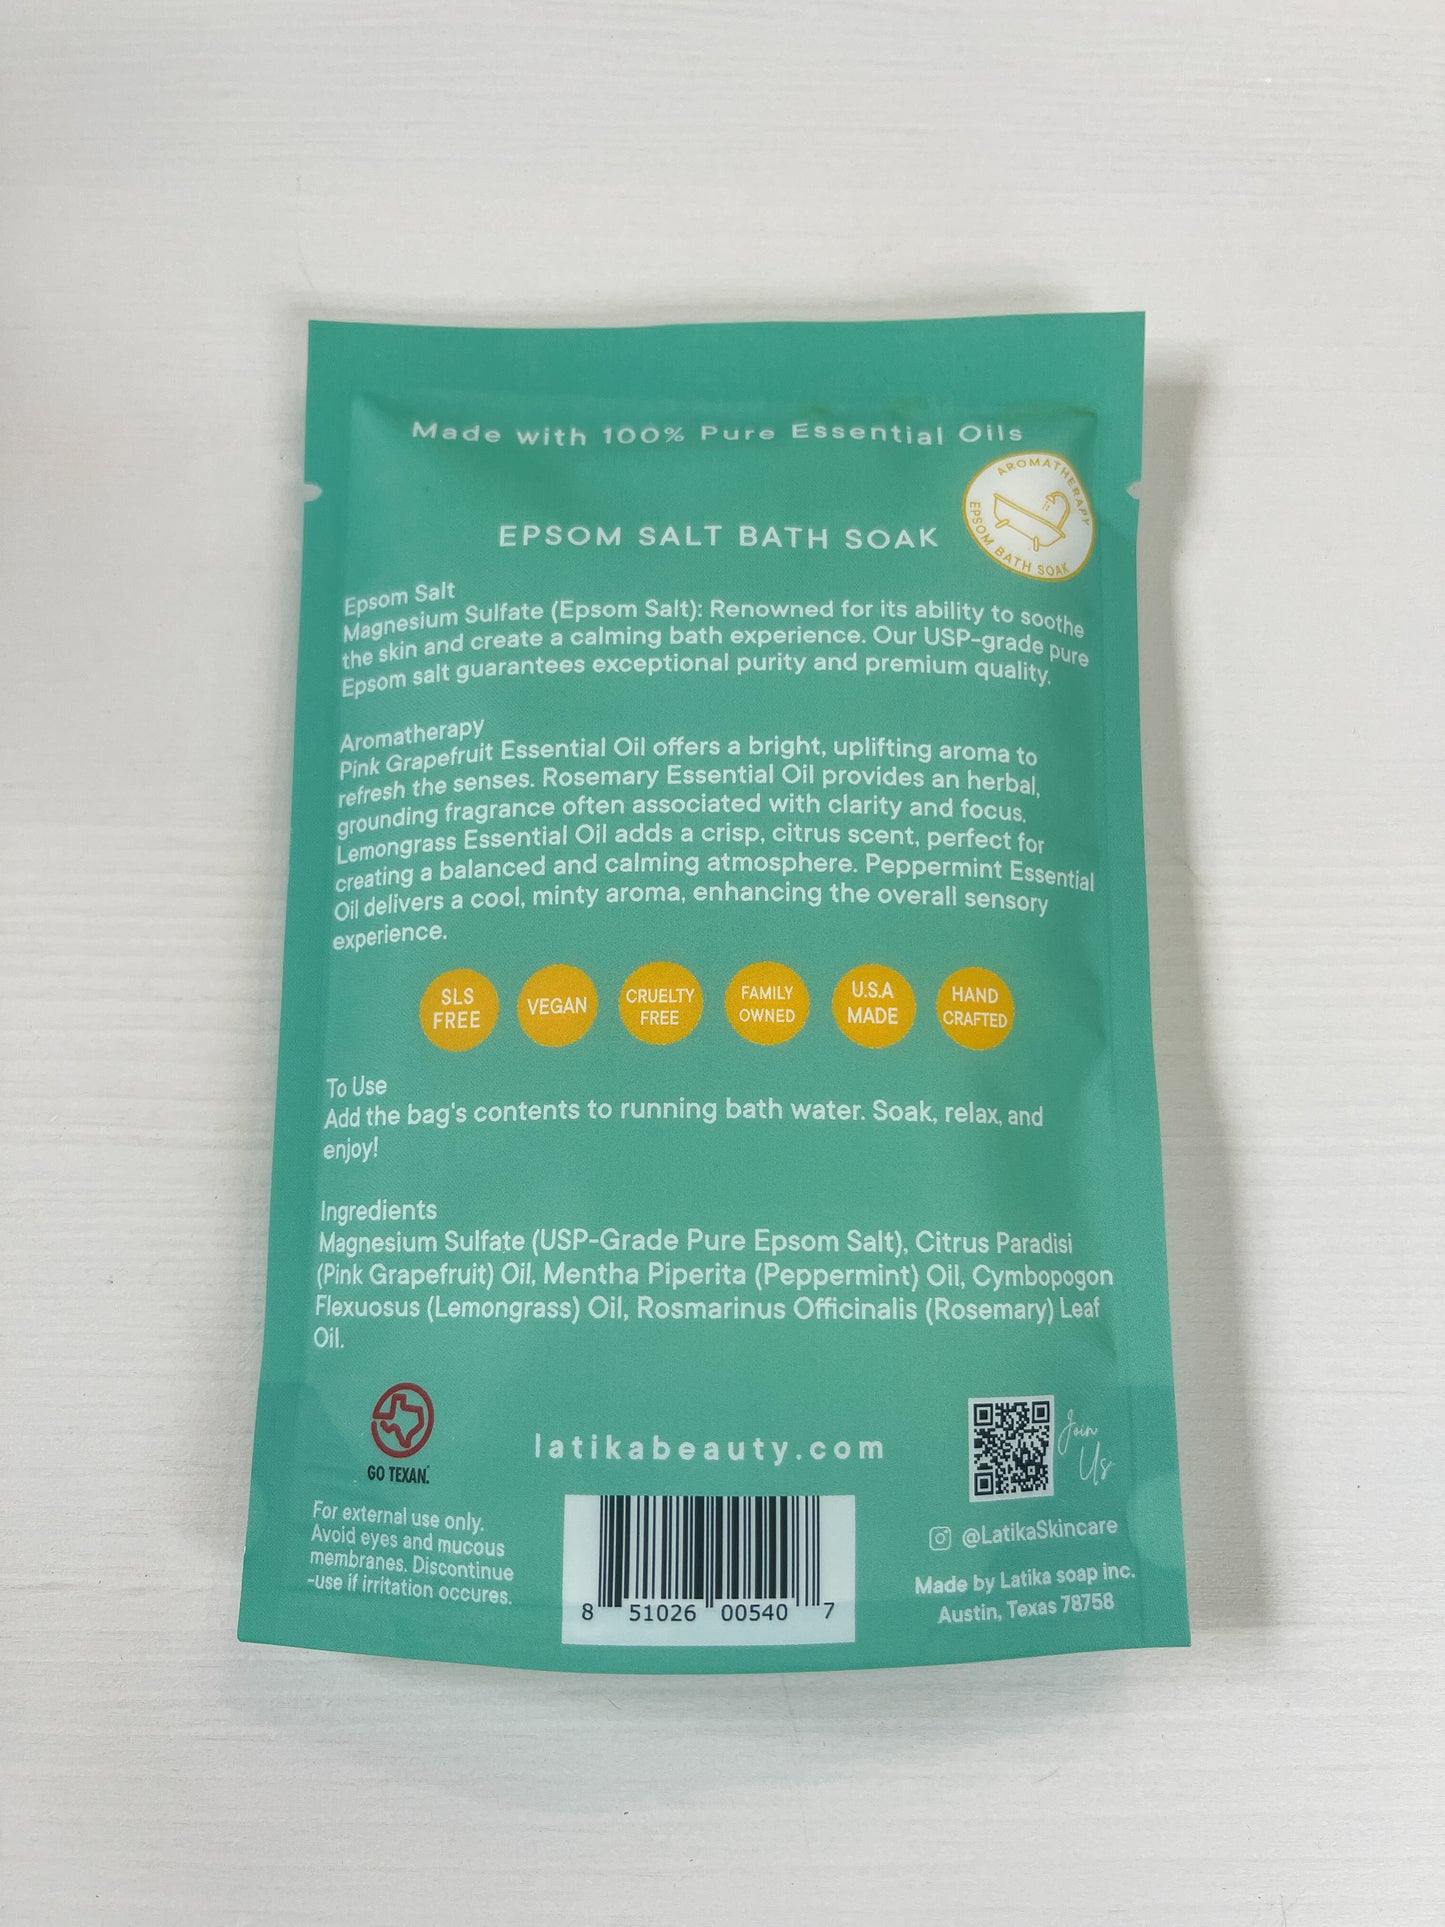 Made with 100% Pure Essential Oils
AROMATHERAPY
EPSOM BATH SOAK
EPSOM SALT BATH SOAK
Epsom Salt
Magnesium Sulfate (Epsom Salt): Renowned for its ability to soothe
the skin and create a calming bath experience. Our USP-grade pure
Epsom salt guarantees exceptional purity and premium quality.
Aromatherapy
Pink Grapefruit Essential Oil offers a bright, uplifting aroma to
refresh the senses. Rosemary Essential Oil provides an herbal,
grounding fragrance often associated with clarity and focus.
Lemongrass Essential Oil adds a crisp, citrus scent, perfect for
creating a balanced and calming atmosphere. Peppermint Essential
Oil delivers a cool, minty aroma, enhancing the overall sensory
experience.
SLS
FREE
VEGAN
CRUELTY
FREE
FAMILY
OWNED
U.S.A
MADE
HAND
CRAFTED
To Use
Add the bag's contents to running bath water. Soak, relax, and
enjoy!
Ingredients
Magnesium Sulfate (USP-Grade Pure Epsom Salt), Citrus Paradisi
(Pink Grapefruit) Oil, Mentha Piperita (Peppermint) Oil, Cymbopogon
Flexuosus (Lemongrass) Oil, Rosmarinus Officinalis (Rosemary) Leaf
Oil.
GO TEXAN.
latikabeauty.com
Join
Us
For external use only.
Avoid eyes and mucous
membranes. Discontinue
-use if irritation occures.
8 51026 00540 7
@LatikaSkincare
Made by Latika soap inc.
Austin, Texas 78758